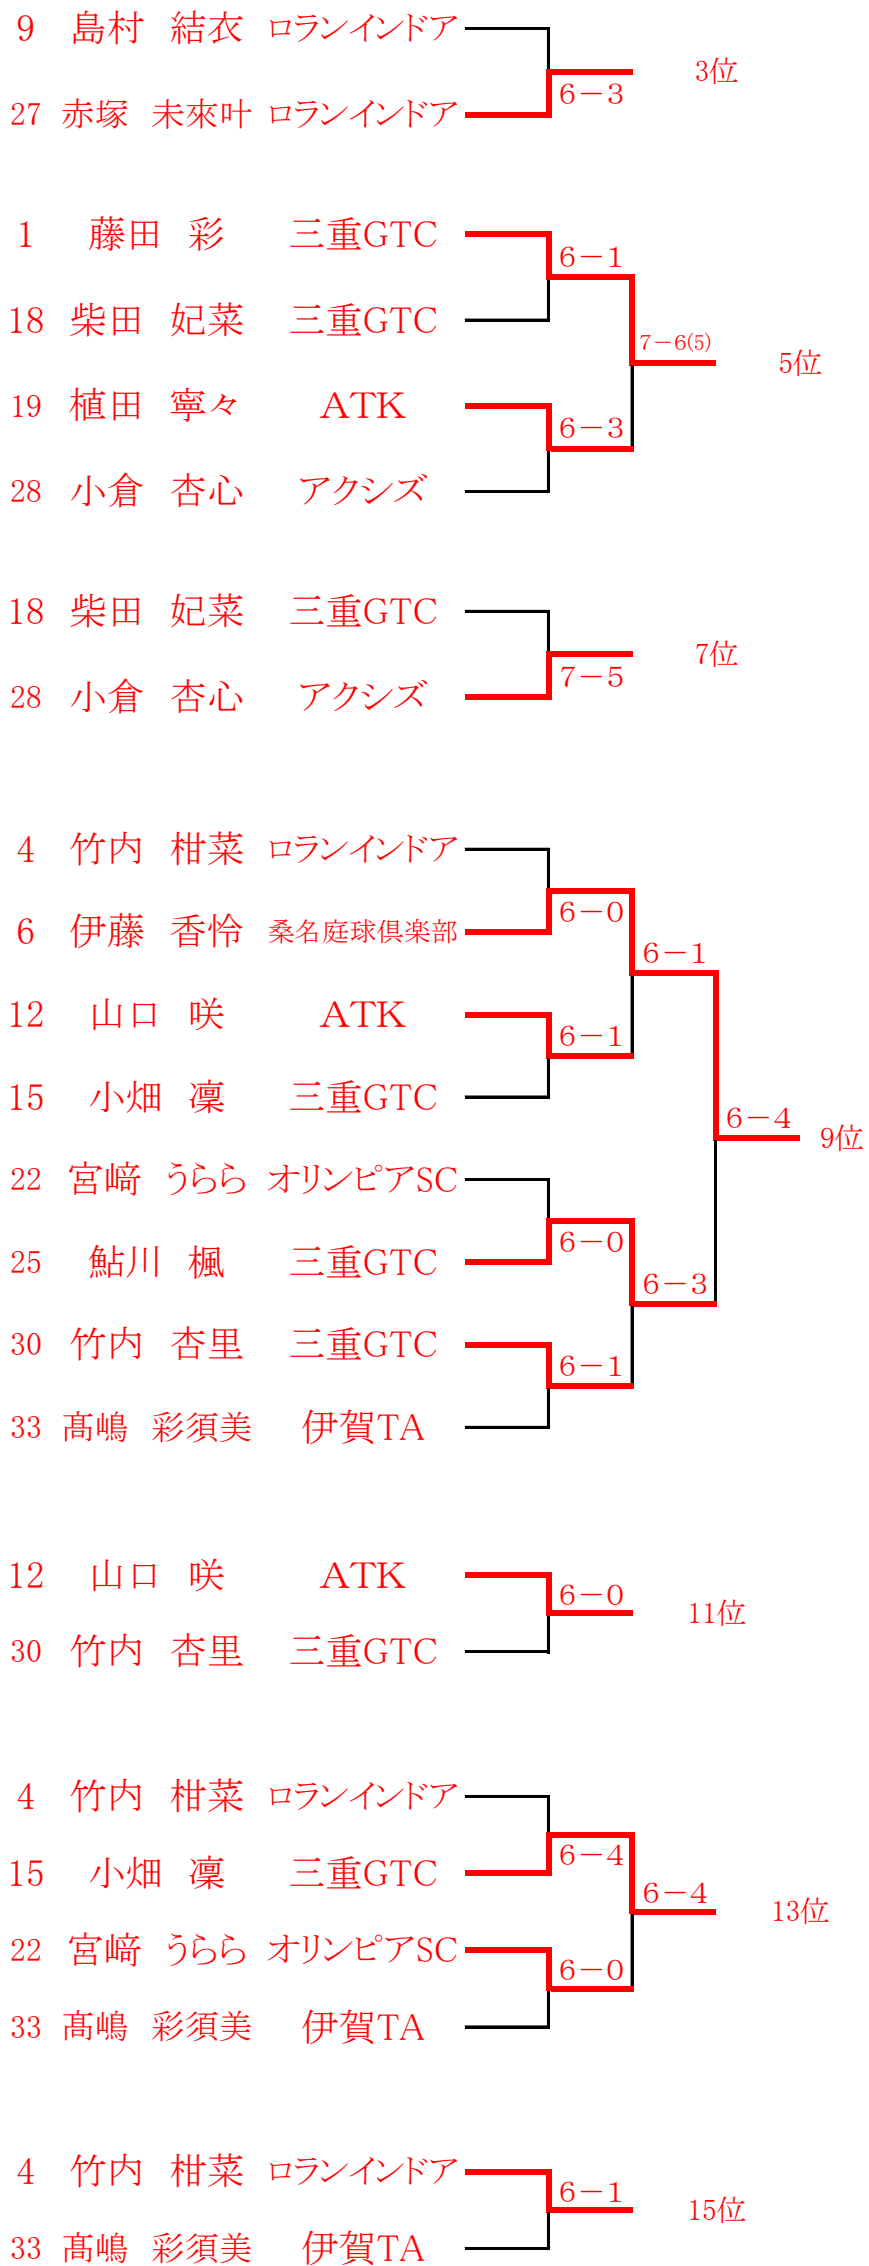 9 島村 結衣 ロランインドア
3位
6－3
27 赤塚 未來叶 ロランインドア
1 藤田 彩 三重GTC
6－1
18 柴田 妃菜 三重GTC
7－6(5)
5位
19 植田 寧々 ATK
6－3
28 小倉 杏心 アクシズ
18 柴田 妃菜 三重GTC
7位
7－5
28 小倉 杏心 アクシズ
4 竹内 柑菜 ロランインドア
6－0
6 伊藤 香怜 桑名庭球倶楽部
6－1
12 山口 咲 ATK
6－1
15 小畑 凜 三重GTC
6－4
9位
22 宮﨑 うらら オリンピアSC
6－0
25 鮎川 楓 三重GTC
6－3
30 竹内 杏里 三重GTC
6－1
33 髙嶋 彩須美 伊賀TA
12 山口 咲 ATK
6－0
11位
30 竹内 杏里 三重GTC
4 竹内 柑菜 ロランインドア
6－4
15 小畑 凜 三重GTC
6－4
13位
22 宮﨑 うらら オリンピアSC
6－0
33 髙嶋 彩須美 伊賀TA
4 竹内 柑菜 ロランインドア
6－1
15位
33 髙嶋 彩須美 伊賀TA